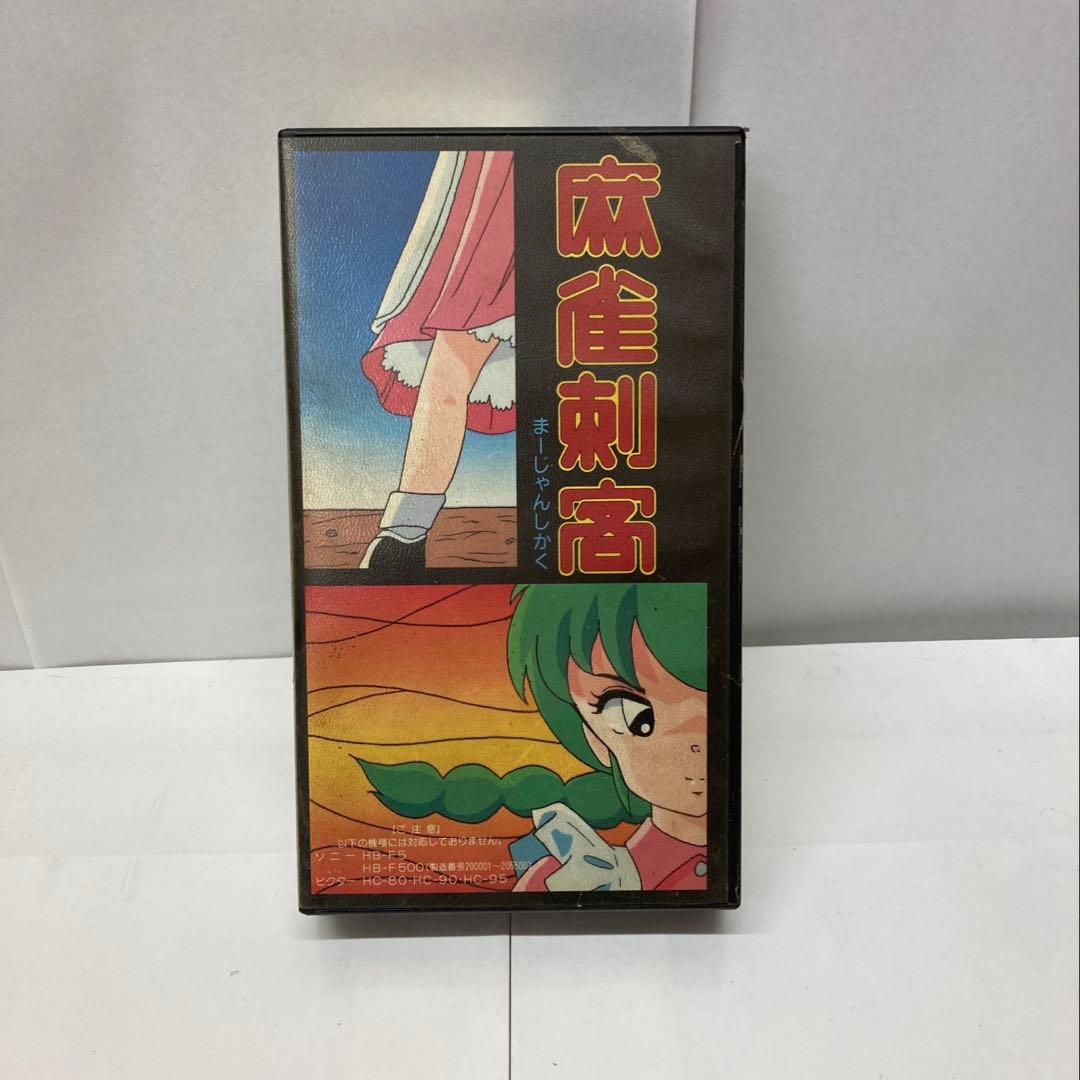 麻雀刺客
まーじゃんしかく
【ご注意】
以下の機種には対応しておりません。
ソニー HB-F5
〃 HB-F500(製造番号200001〜205500)
ビクター HC-80・HC-90・HC-95